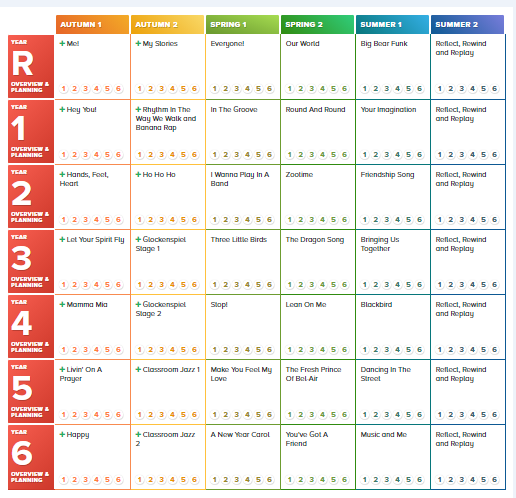 AUTUMN 1 AUTUMN 2 SPRING 1 SPRING 2 SUMMER 1 SUMMER 2
YEAR
R
OVERVIEW &
PLANNING
+ Me!
1 2 3 4 5 6
+ My Stories
1 2 3 4 5 6
Everyone!
1 2 3 4 5 6
Our World
1 2 3 4 5 6
Big Bear Funk
1 2 3 4 5 6
Reflect, Rewind
and Replay
1 2 3 4 5 6
YEAR
1
OVERVIEW &
PLANNING
+ Hey You!
1 2 3 4 5 6
+ Rhythm In The
Way We Walk and
Banana Rap
1 2 3 4 5 6
In The Groove
1 2 3 4 5 6
Round And Round
1 2 3 4 5 6
Your Imagination
1 2 3 4 5 6
Reflect, Rewind
and Replay
1 2 3 4 5 6
YEAR
2
OVERVIEW &
PLANNING
+ Hands, Feet,
Heart
1 2 3 4 5 6
+ Ho Ho Ho
1 2 3 4 5 6
I Wanna Play In A
Band
1 2 3 4 5 6
Zootime
1 2 3 4 5 6
Friendship Song
1 2 3 4 5 6
Reflect, Rewind
and Replay
1 2 3 4 5 6
YEAR
3
OVERVIEW &
PLANNING
+ Let Your Spirit Fly
1 2 3 4 5 6
+ Glockenspiel
Stage 1
1 2 3 4 5 6
Three Little Birds
1 2 3 4 5 6
The Dragon Song
1 2 3 4 5 6
Bringing Us
Together
1 2 3 4 5 6
Reflect, Rewind
and Replay
1 2 3 4 5 6
YEAR
4
OVERVIEW &
PLANNING
+ Mamma Mia
1 2 3 4 5 6
+ Glockenspiel
Stage 2
1 2 3 4 5 6
Stop!
1 2 3 4 5 6
Lean On Me
1 2 3 4 5 6
Blackbird
1 2 3 4 5 6
Reflect, Rewind
and Replay
1 2 3 4 5 6
YEAR
5
OVERVIEW &
PLANNING
+ Livin' On A
Prayer
1 2 3 4 5 6
+ Classroom Jazz 1
1 2 3 4 5 6
Make You Feel My
Love
1 2 3 4 5 6
The Fresh Prince
Of Bel-Air
1 2 3 4 5 6
Dancing In The
Street
1 2 3 4 5 6
Reflect, Rewind
and Replay
1 2 3 4 5 6
YEAR
6
OVERVIEW &
PLANNING
+ Happy
1 2 3 4 5 6
+ Classroom Jazz
2
1 2 3 4 5 6
A New Year Carol
1 2 3 4 5 6
You've Got A
Friend
1 2 3 4 5 6
Music and Me
1 2 3 4 5 6
Reflect, Rewind
and Replay
1 2 3 4 5 6